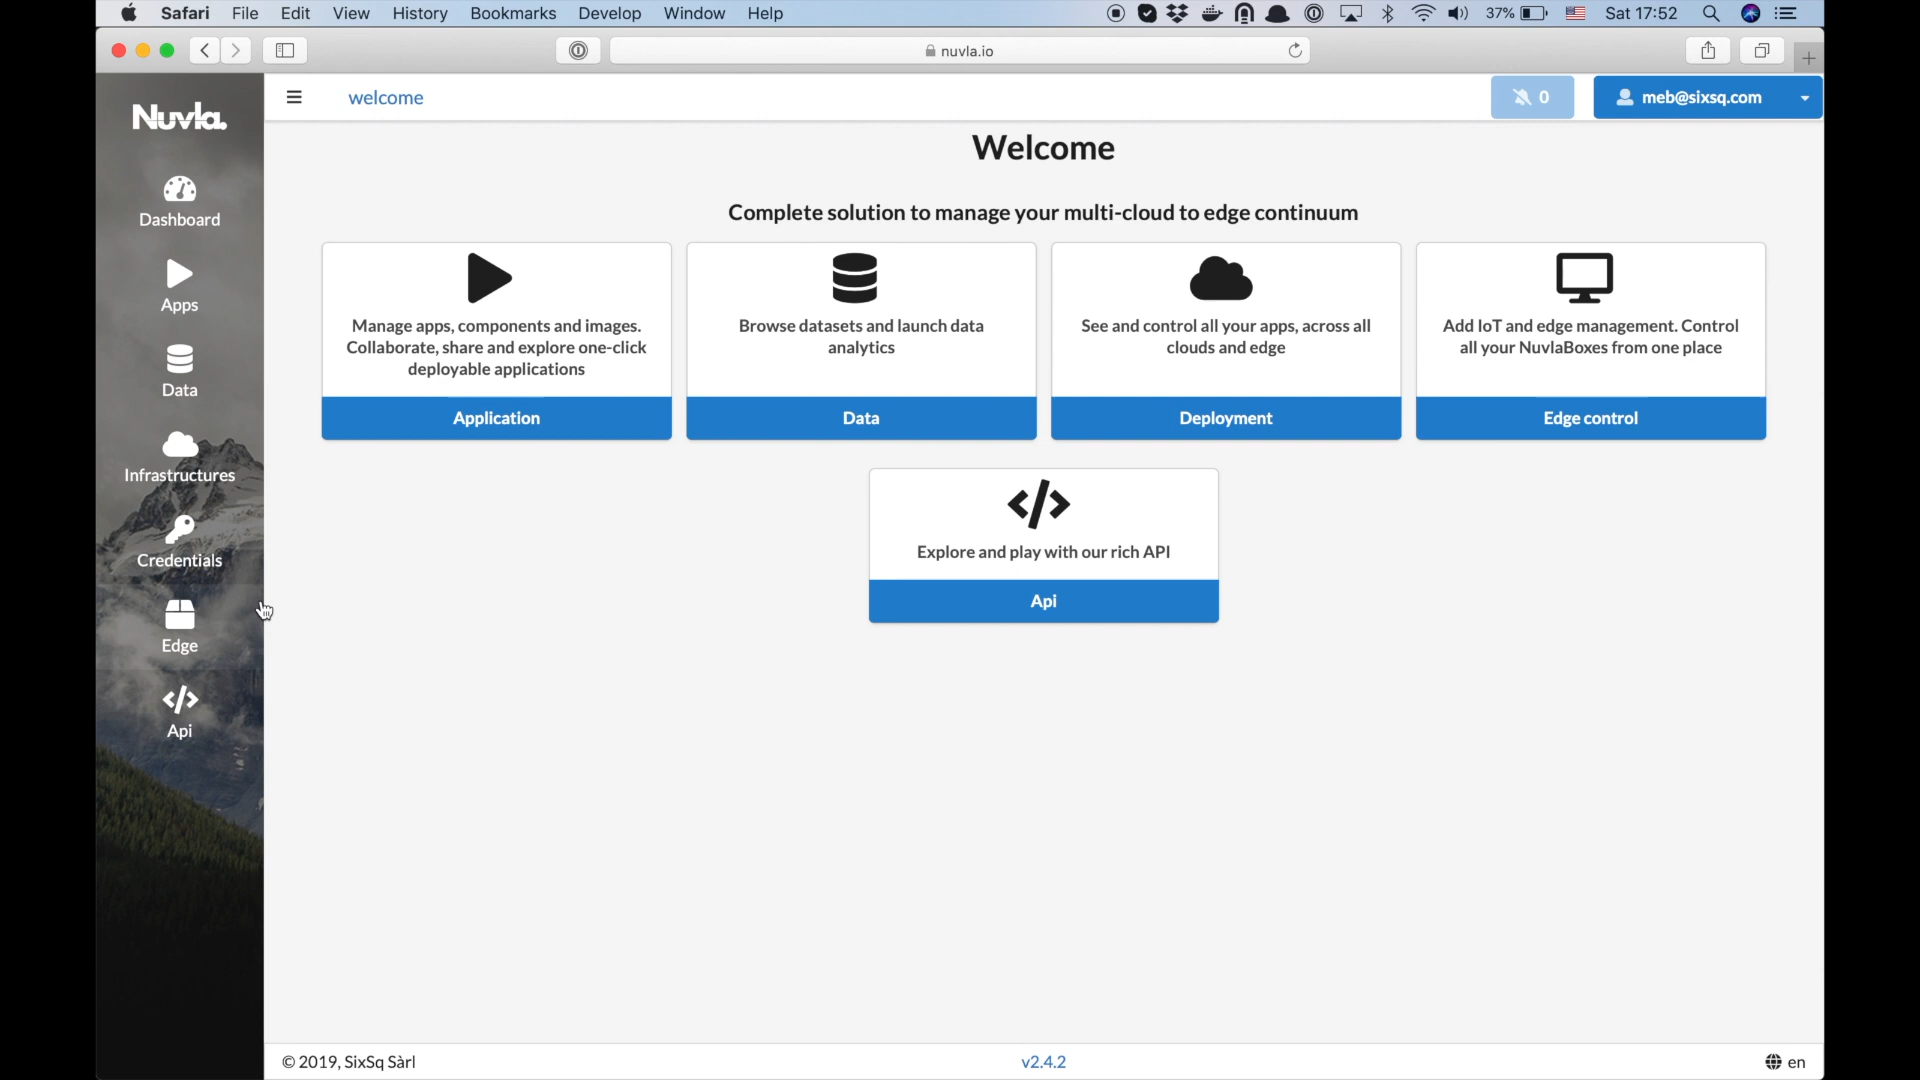 Safari File Edit View History Bookmarks Develop Window Help 37% Sat 17:52
nuvla.io
Nuvla.
welcome
0
meb@sixsq.com
Dashboard
Apps
Data
Infrastructures
Credentials
Edge
Api
Welcome
Complete solution to manage your multi-cloud to edge continuum
Manage apps, components and images.
Collaborate, share and explore one-click
deployable applications
Application
Browse datasets and launch data
analytics
Data
See and control all your apps, across all
clouds and edge
Deployment
Add IoT and edge management. Control
all your NuvlaBoxes from one place
Edge control
Explore and play with our rich API
Api
© 2019, SixSq Sàrl
v2.4.2
en